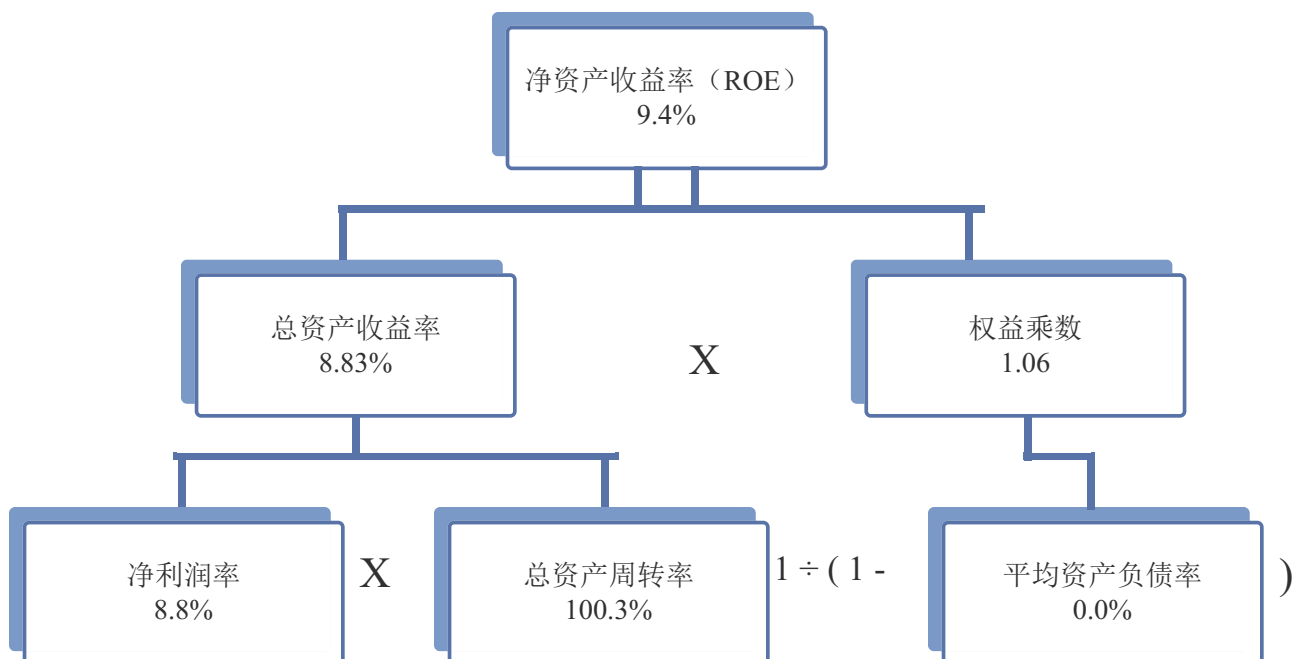 净资产收益率（ROE）
9.4%
总资产收益率
8.83%
X
权益乘数
1.06
净利润率
8.8%
X
总资产周转率
100.3%
1 ÷ ( 1 -
平均资产负债率
0.0%
)